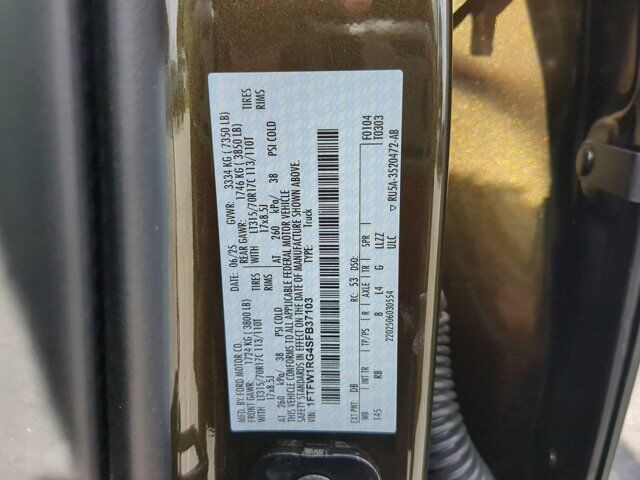 MFD. BY FORD MOTOR CO.
DATE: 06/25 GVWR: 3334 KG ( 7350 LB)
FRONT GAWR: 1724 KG ( 3800 LB) REAR GAWR: 1746 KG ( 3850 LB)
LT315/70R17C 113/110T TIRES WITH LT315/70R17C 113/110T TIRES
17x8.5J RIMS 17x8.5J RIMS
AT 260 kPa/ 38 PSI COLD AT 260 kPa/ 38 PSI COLD
THIS VEHICLE CONFORMS TO ALL APPLICABLE FEDERAL MOTOR VEHICLE
SAFETY STANDARDS IN EFFECT ON THE DATE OF MANUFACTURE SHOWN ABOVE.
VIN: 1FTFW1RG4SFB37103 TYPE: Truck
F0104
T0303
EXT PNT: DB RC: 53 DSO:
WB INT TR TP/PS R AXLE TR SPR
145 RB 8 L4 G LLZZ
ULC
2202506030554 RU5A-3520472-AB